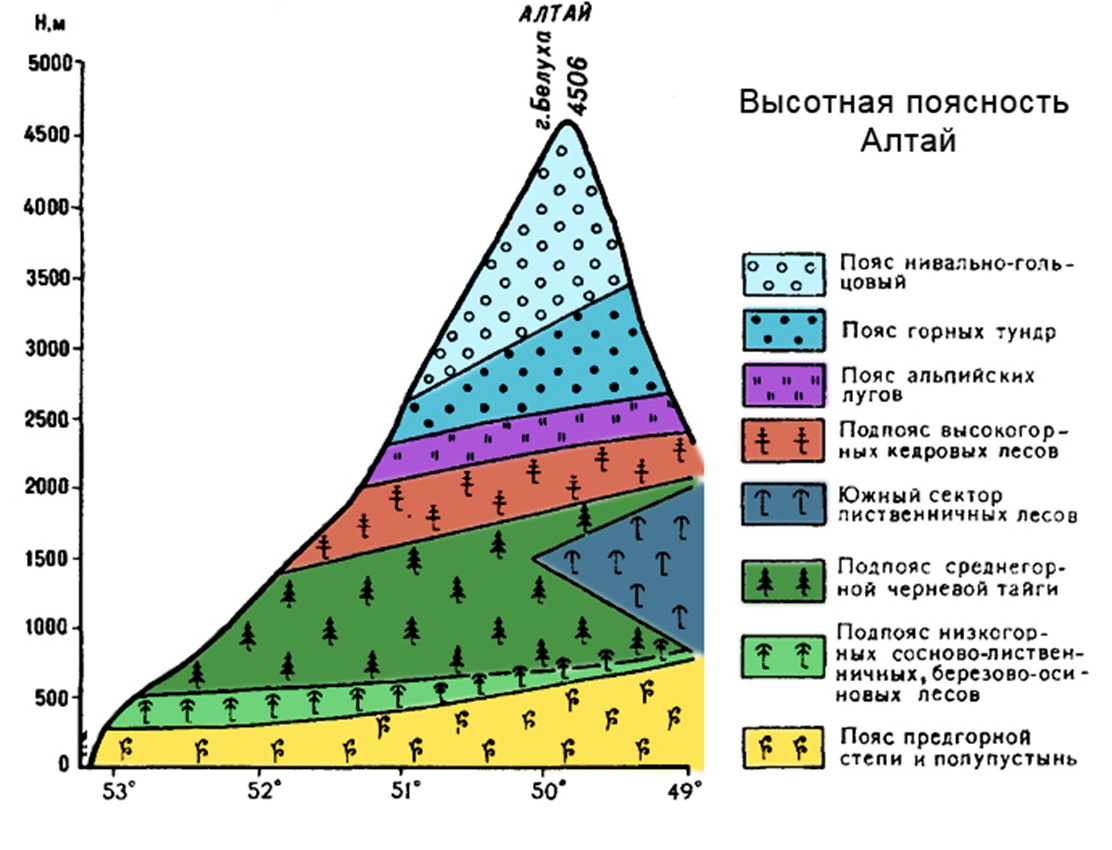 АЛТАЙ
Н,м
г.Белуха
4506
5000
4500
4000
3500
3000
2500
2000
1500
1000
500
0
53°
52°
51°
50°
49°
Высотная поясность
Алтай
Пояс нивально-голь-
цовый
Пояс горных тундр
Пояс альпийских
лугов
Подпояс высокогор-
ных кедровых лесов
Южный сектор
лиственничных лесов
Подпояс среднегор-
ной черневой тайги
Подпояс низкогор-
ных сосново-листвен-
ничных, березово-оси-
новых лесов
Пояс предгорной
степи и полупустынь